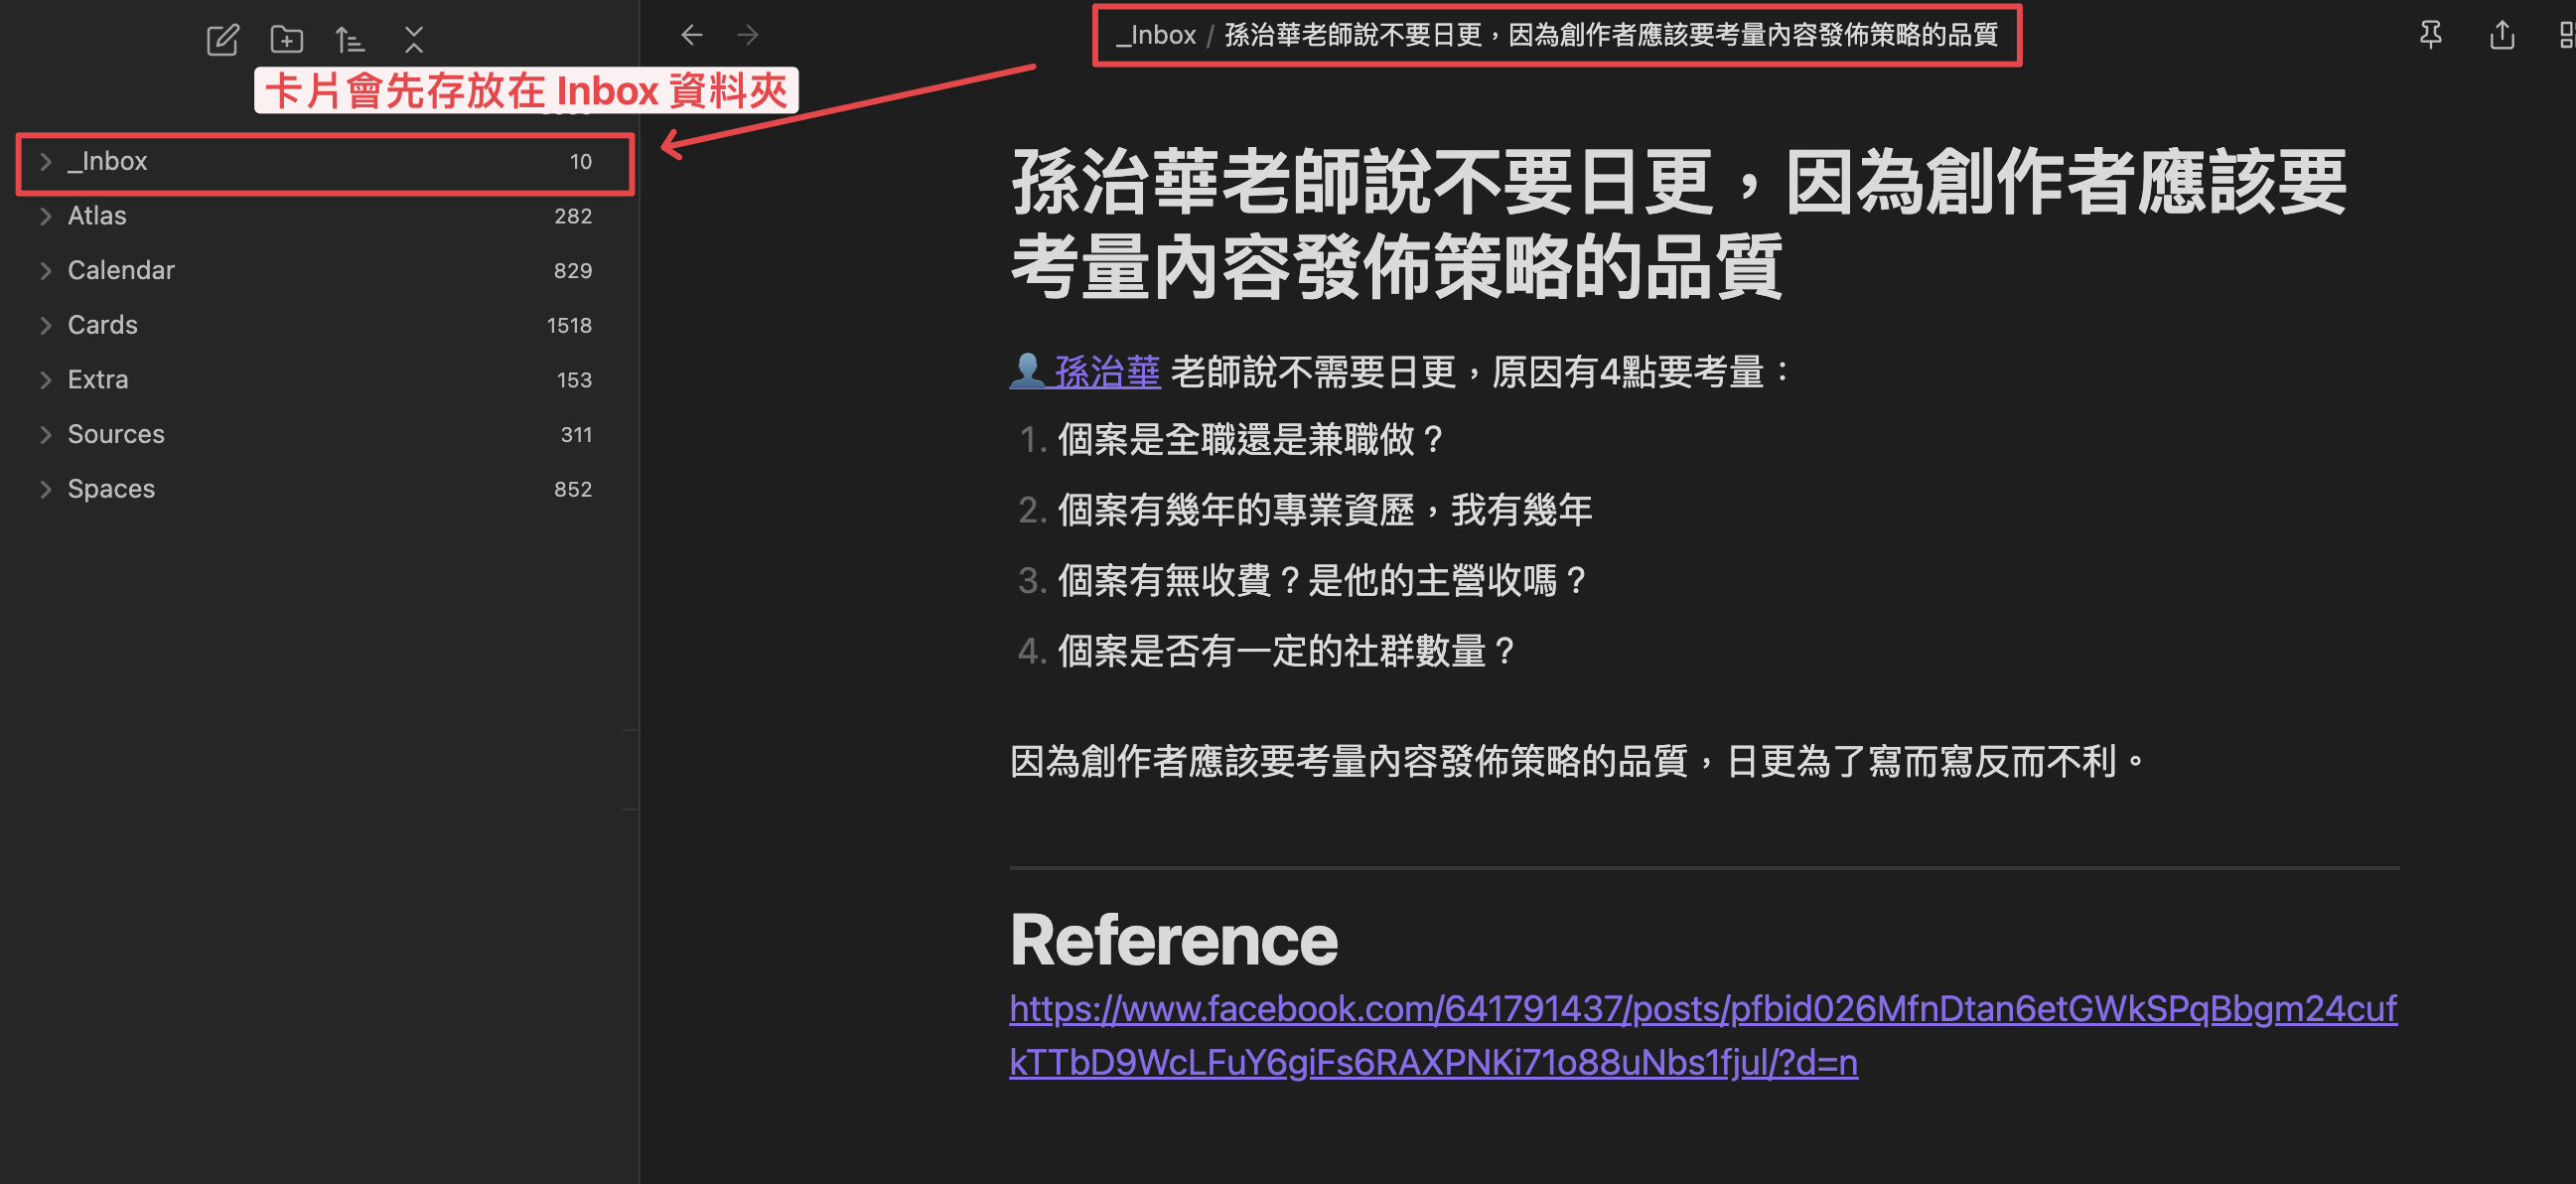 _Inbox / 孫治華老師說不要日更，因為創作者應該要考量內容發佈策略的品質
卡片會先存放在 Inbox 資料夾
_Inbox 10
Atlas 282
Calendar 829
Cards 1518
Extra 153
Sources 311
Spaces 852
孫治華老師說不要日更，因為創作者應該要
考量內容發佈策略的品質
👤 孫治華 老師說不需要日更，原因有4點要考量：
1. 個案是全職還是兼職做？
2. 個案有幾年的專業資歷，我有幾年
3. 個案有無收費？是他的主營收嗎？
4. 個案是否有一定的社群數量？
因為創作者應該要考量內容發佈策略的品質，日更為了寫而寫反而不利。
Reference
https://www.facebook.com/641791437/posts/pfbid026MfnDtan6etGWkSPqBbgm24cuf
kTTbD9WcLFuY6giFs6RAXPNKi71o88uNbs1fjul/?d=n